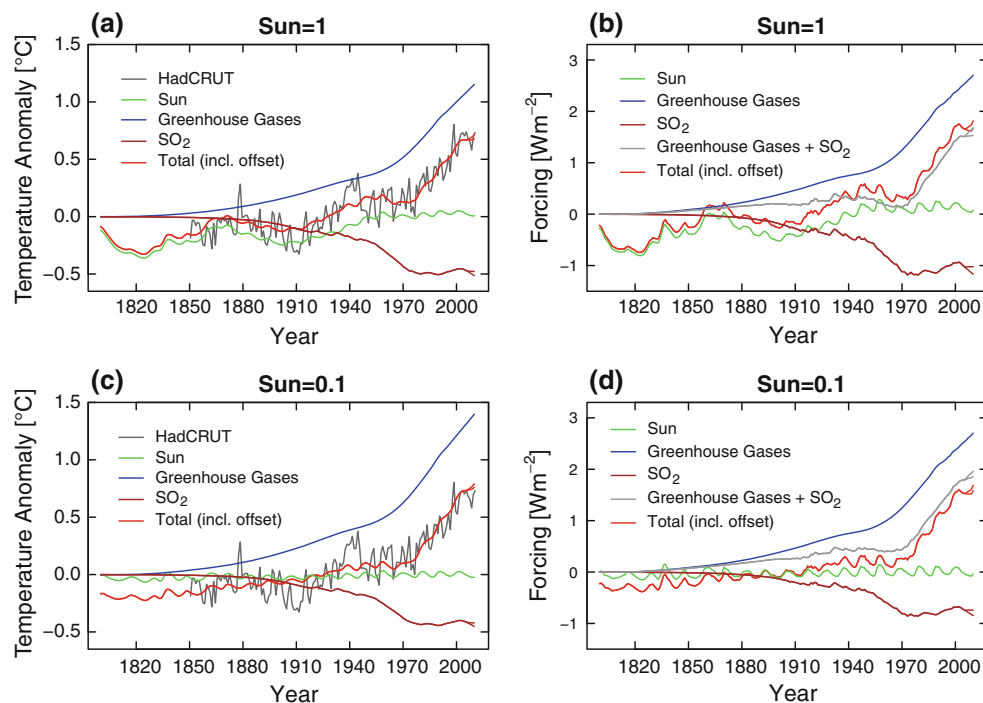 (a) Sun=1
Temperature Anomaly [°C]
1.5
1.0
0.5
0.0
−0.5
HadCRUT
Sun
Greenhouse Gases
SO2
Total (incl. offset)
1820 1850 1880 1910 1940 1970 2000
Year
(b) Sun=1
Forcing [Wm−2]
3
2
1
0
−1
Sun
Greenhouse Gases
SO2
Greenhouse Gases + SO2
Total (incl. offset)
1820 1850 1880 1910 1940 1970 2000
Year
(c) Sun=0.1
Temperature Anomaly [°C]
1.5
1.0
0.5
0.0
−0.5
HadCRUT
Sun
Greenhouse Gases
SO2
Total (incl. offset)
1820 1850 1880 1910 1940 1970 2000
Year
(d) Sun=0.1
Forcing [Wm−2]
3
2
1
0
−1
Sun
Greenhouse Gases
SO2
Greenhouse Gases + SO2
Total (incl. offset)
1820 1850 1880 1910 1940 1970 2000
Year